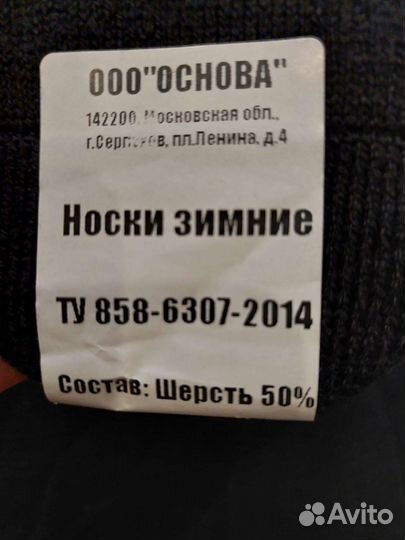 ООО"ОСНОВА"
142200, Московская обл.,
г.Серпухов, пл.Ленина, д.4
Носки зимние
ТУ 858-6307-2014
Состав: Шерсть 50%
Avito